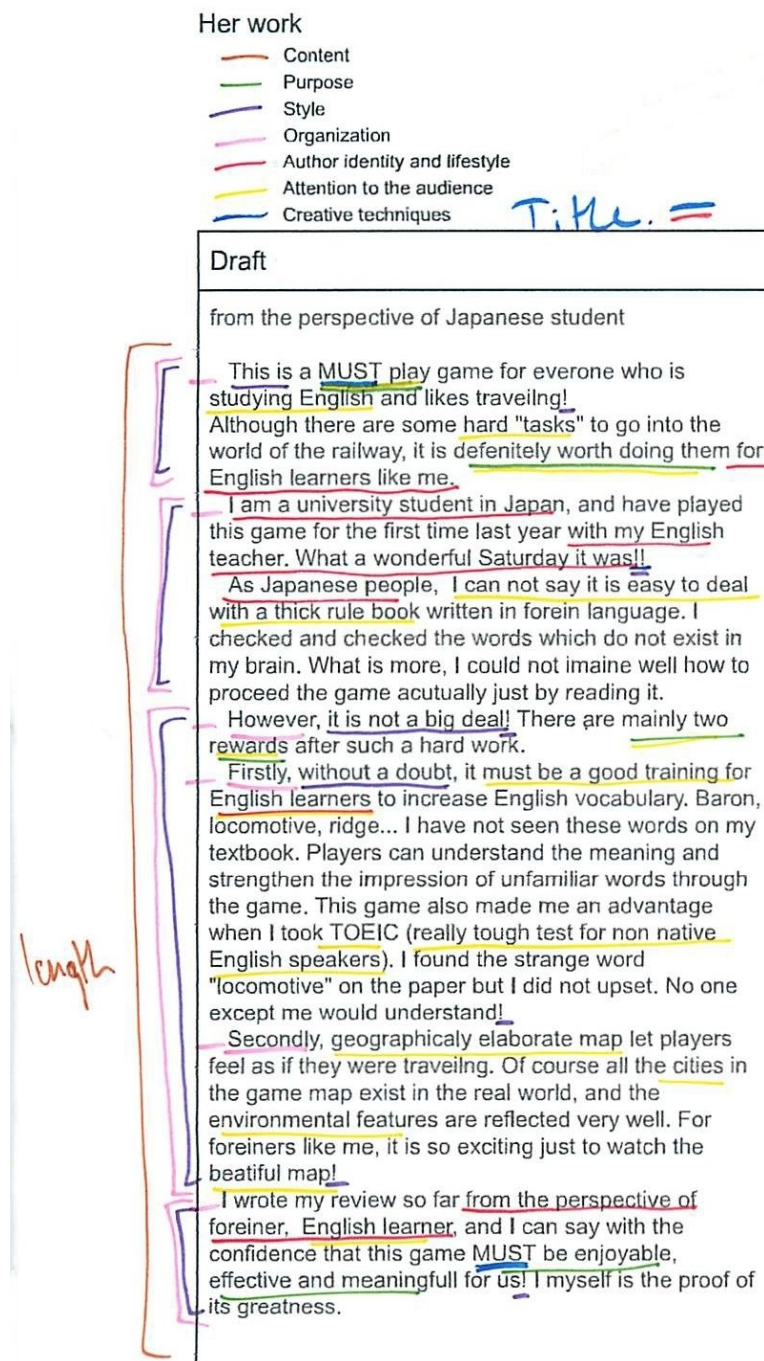 Her work
Content
Purpose
Style
Organization
Author identity and lifestyle
Attention to the audience
Creative techniques
Title. =
Draft
from the perspective of Japanese student
This is a MUST play game for everone who is
studying English and likes traveilng!
Although there are some hard "tasks" to go into the
world of the railway, it is defenitely worth doing them for
English learners like me.
I am a university student in Japan, and have played
this game for the first time last year with my English
teacher. What a wonderful Saturday it was!!
As Japanese people, I can not say it is easy to deal
with a thick rule book written in forein language. I
checked and checked the words which do not exist in
my brain. What is more, I could not imaine well how to
proceed the game acutually just by reading it.
However, it is not a big deal! There are mainly two
rewards after such a hard work.
Firstly, without a doubt, it must be a good training for
English learners to increase English vocabulary. Baron,
locomotive, ridge... I have not seen these words on my
textbook. Players can understand the meaning and
strengthen the impression of unfamiliar words through
the game. This game also made me an advantage
when I took TOEIC (really tough test for non native
English speakers). I found the strange word
"locomotive" on the paper but I did not upset. No one
except me would understand!
Secondly, geographicaly elaborate map let players
feel as if they were traveilng. Of course all the cities in
the game map exist in the real world, and the
environmental features are reflected very well. For
foreiners like me, it is so exciting just to watch the
beatiful map!
I wrote my review so far from the perspective of
foreiner, English learner, and I can say with the
confidence that this game MUST be enjoyable,
effective and meaningfull for us! I myself is the proof of
its greatness.
length